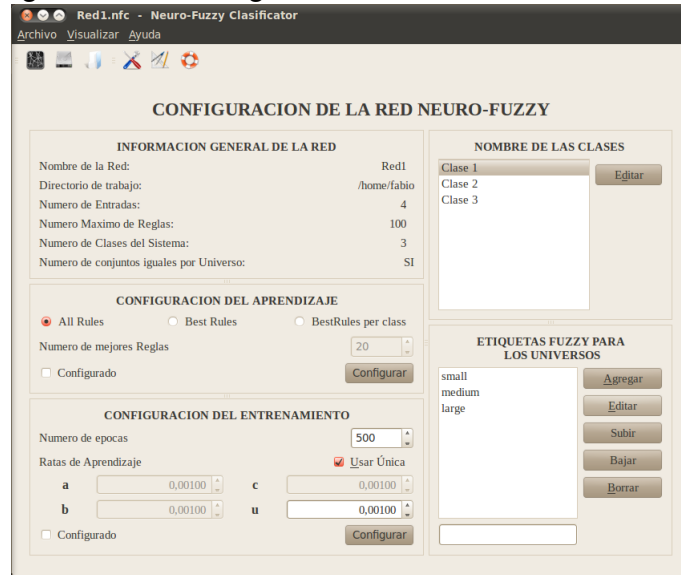 Red1.nfc - Neuro-Fuzzy Clasificator
Archivo Visualizar Ayuda
CONFIGURACION DE LA RED NEURO-FUZZY
INFORMACION GENERAL DE LA RED
Nombre de la Red: Red1
Directorio de trabajo: /home/fabio
Numero de Entradas: 4
Numero Maximo de Reglas: 100
Numero de Clases del Sistema: 3
Numero de conjuntos iguales por Universo: SI
CONFIGURACION DEL APRENDIZAJE
All Rules Best Rules BestRules per class
Numero de mejores Reglas 20
Configurado Configurar
CONFIGURACION DEL ENTRENAMIENTO
Numero de epocas 500
Ratas de Aprendizaje Usar Única
a 0,00100 c 0,00100
b 0,00100 u 0,00100
Configurado Configurar
NOMBRE DE LAS CLASES
Clase 1 Editar
Clase 2
Clase 3
ETIQUETAS FUZZY PARA
LOS UNIVERSOS
small Agregar
medium
large Editar
Subir
Bajar
Borrar